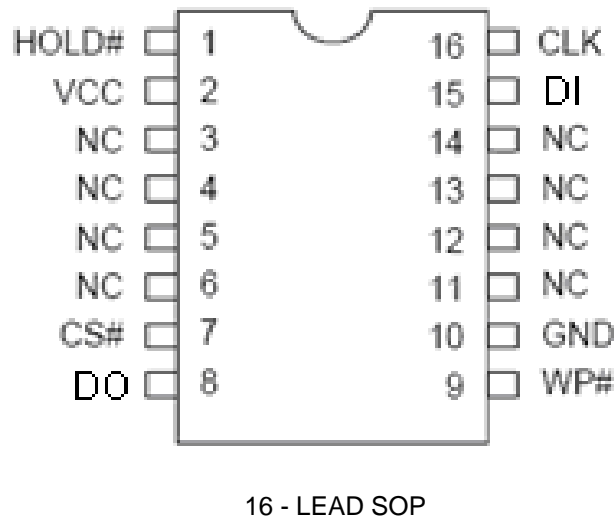 HOLD# 1 16 CLK
VCC 2 15 DI
NC 3 14 NC
NC 4 13 NC
NC 5 12 NC
NC 6 11 NC
CS# 7 10 GND
DO 8 9 WP#
16 - LEAD SOP